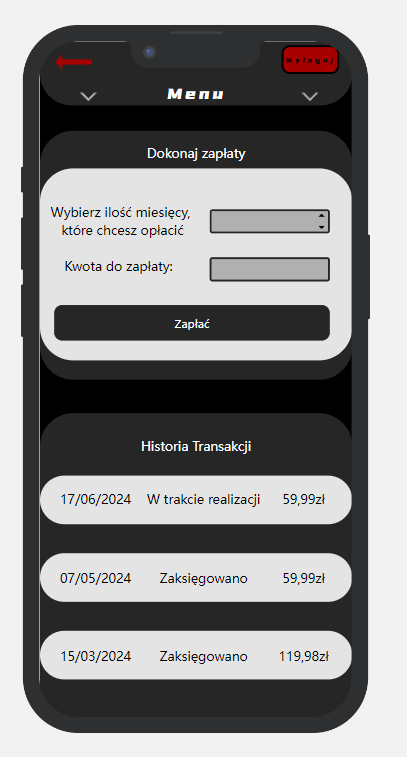 Wyloguj
Menu
Dokonaj zapłaty
Wybierz ilość miesięcy,
które chcesz opłacić
Kwota do zapłaty:
Zapłać
Historia Transakcji
17/06/2024 W trakcie realizacji 59,99zł
07/05/2024 Zaksięgowano 59,99zł
15/03/2024 Zaksięgowano 119,98zł